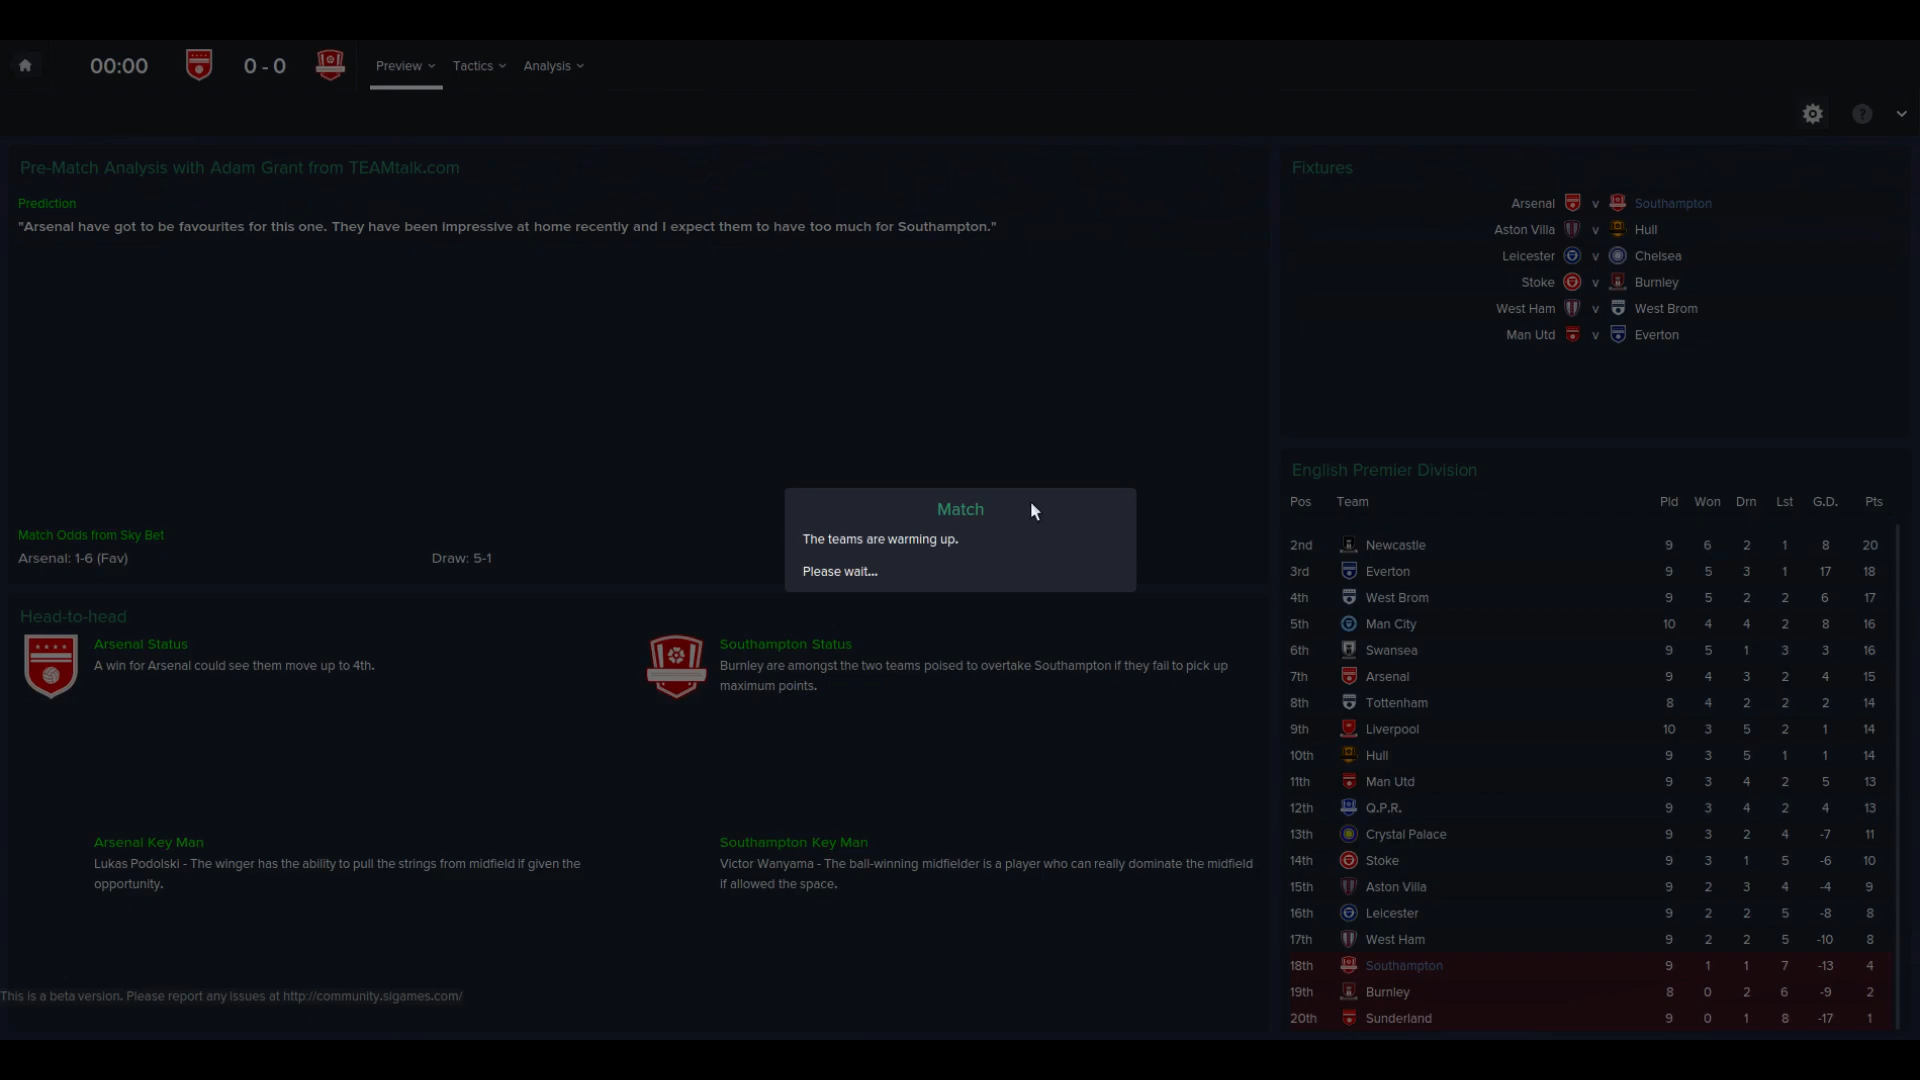 00:00
0 - 0
Preview
Tactics
Analysis
?
Pre-Match Analysis with Adam Grant from TEAMtalk.com
Prediction
"Arsenal have got to be favourites for this one. They have been impressive at home recently and I expect them to have too much for Southampton."
Match Odds from Sky Bet
Arsenal: 1-6 (Fav)
Draw: 5-1
Match
The teams are warming up.
Please wait...
Head-to-head
Arsenal Status
A win for Arsenal could see them move up to 4th.
Southampton Status
Burnley are amongst the two teams poised to overtake Southampton if they fail to pick up
maximum points.
Arsenal Key Man
Lukas Podolski - The winger has the ability to pull the strings from midfield if given the
opportunity.
Southampton Key Man
Victor Wanyama - The ball-winning midfielder is a player who can really dominate the midfield
if allowed the space.
This is a beta version. Please report any issues at http://community.sigames.com/
Fixtures
Arsenal v Southampton
Aston Villa v Hull
Leicester v Chelsea
Stoke v Burnley
West Ham v West Brom
Man Utd v Everton
English Premier Division
Pos Team Pld Won Drn Lst G.D. Pts
2nd Newcastle 9 6 2 1 8 20
3rd Everton 9 5 3 1 17 18
4th West Brom 9 5 2 2 6 17
5th Man City 10 4 4 2 8 16
6th Swansea 9 5 1 3 3 16
7th Arsenal 9 4 3 2 4 15
8th Tottenham 8 4 2 2 2 14
9th Liverpool 10 3 5 2 1 14
10th Hull 9 3 5 1 1 14
11th Man Utd 9 3 4 2 5 13
12th Q.P.R. 9 3 4 2 4 13
13th Crystal Palace 9 3 2 4 -7 11
14th Stoke 9 3 1 5 -6 10
15th Aston Villa 9 2 3 4 -4 9
16th Leicester 9 2 2 5 -8 8
17th West Ham 9 2 2 5 -10 8
18th Southampton 9 1 1 7 -13 4
19th Burnley 8 0 2 6 -9 2
20th Sunderland 9 0 1 8 -17 1